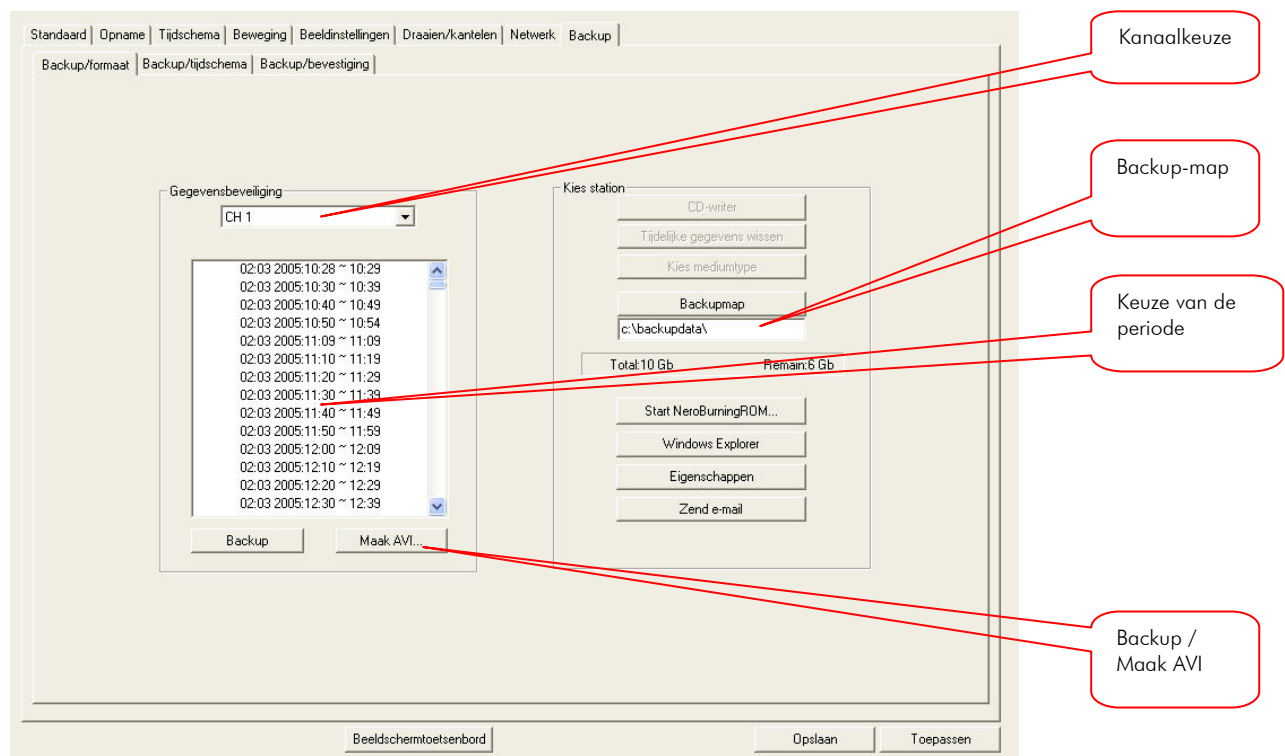 Standaard Opname Tijdschema Beweging Beeldinstellingen Draaien/kantelen Netwerk Backup
Backup/formaat Backup/tijdschema Backup/bevestiging
Gegevensbeveiliging
CH 1
02:03 2005:10:28 ~ 10:29
02:03 2005:10:30 ~ 10:39
02:03 2005:10:40 ~ 10:49
02:03 2005:10:50 ~ 10:54
02:03 2005:11:09 ~ 11:09
02:03 2005:11:10 ~ 11:19
02:03 2005:11:20 ~ 11:29
02:03 2005:11:30 ~ 11:39
02:03 2005:11:40 ~ 11:49
02:03 2005:11:50 ~ 11:59
02:03 2005:12:00 ~ 12:09
02:03 2005:12:10 ~ 12:19
02:03 2005:12:20 ~ 12:29
02:03 2005:12:30 ~ 12:39
Backup Maak AVI...
Kies station
CD-writer
Tijdelijke gegevens wissen
Kies mediumtype
Backupmap
c:\backupdata\
Total:10 Gb Remain:6 Gb
Start NeroBurningROM...
Windows Explorer
Eigenschappen
Zend e-mail
Beeldschermtoetsenbord Opslaan Toepassen
Kanaalkeuze
Backup-map
Keuze van de
periode
Backup /
Maak AVI